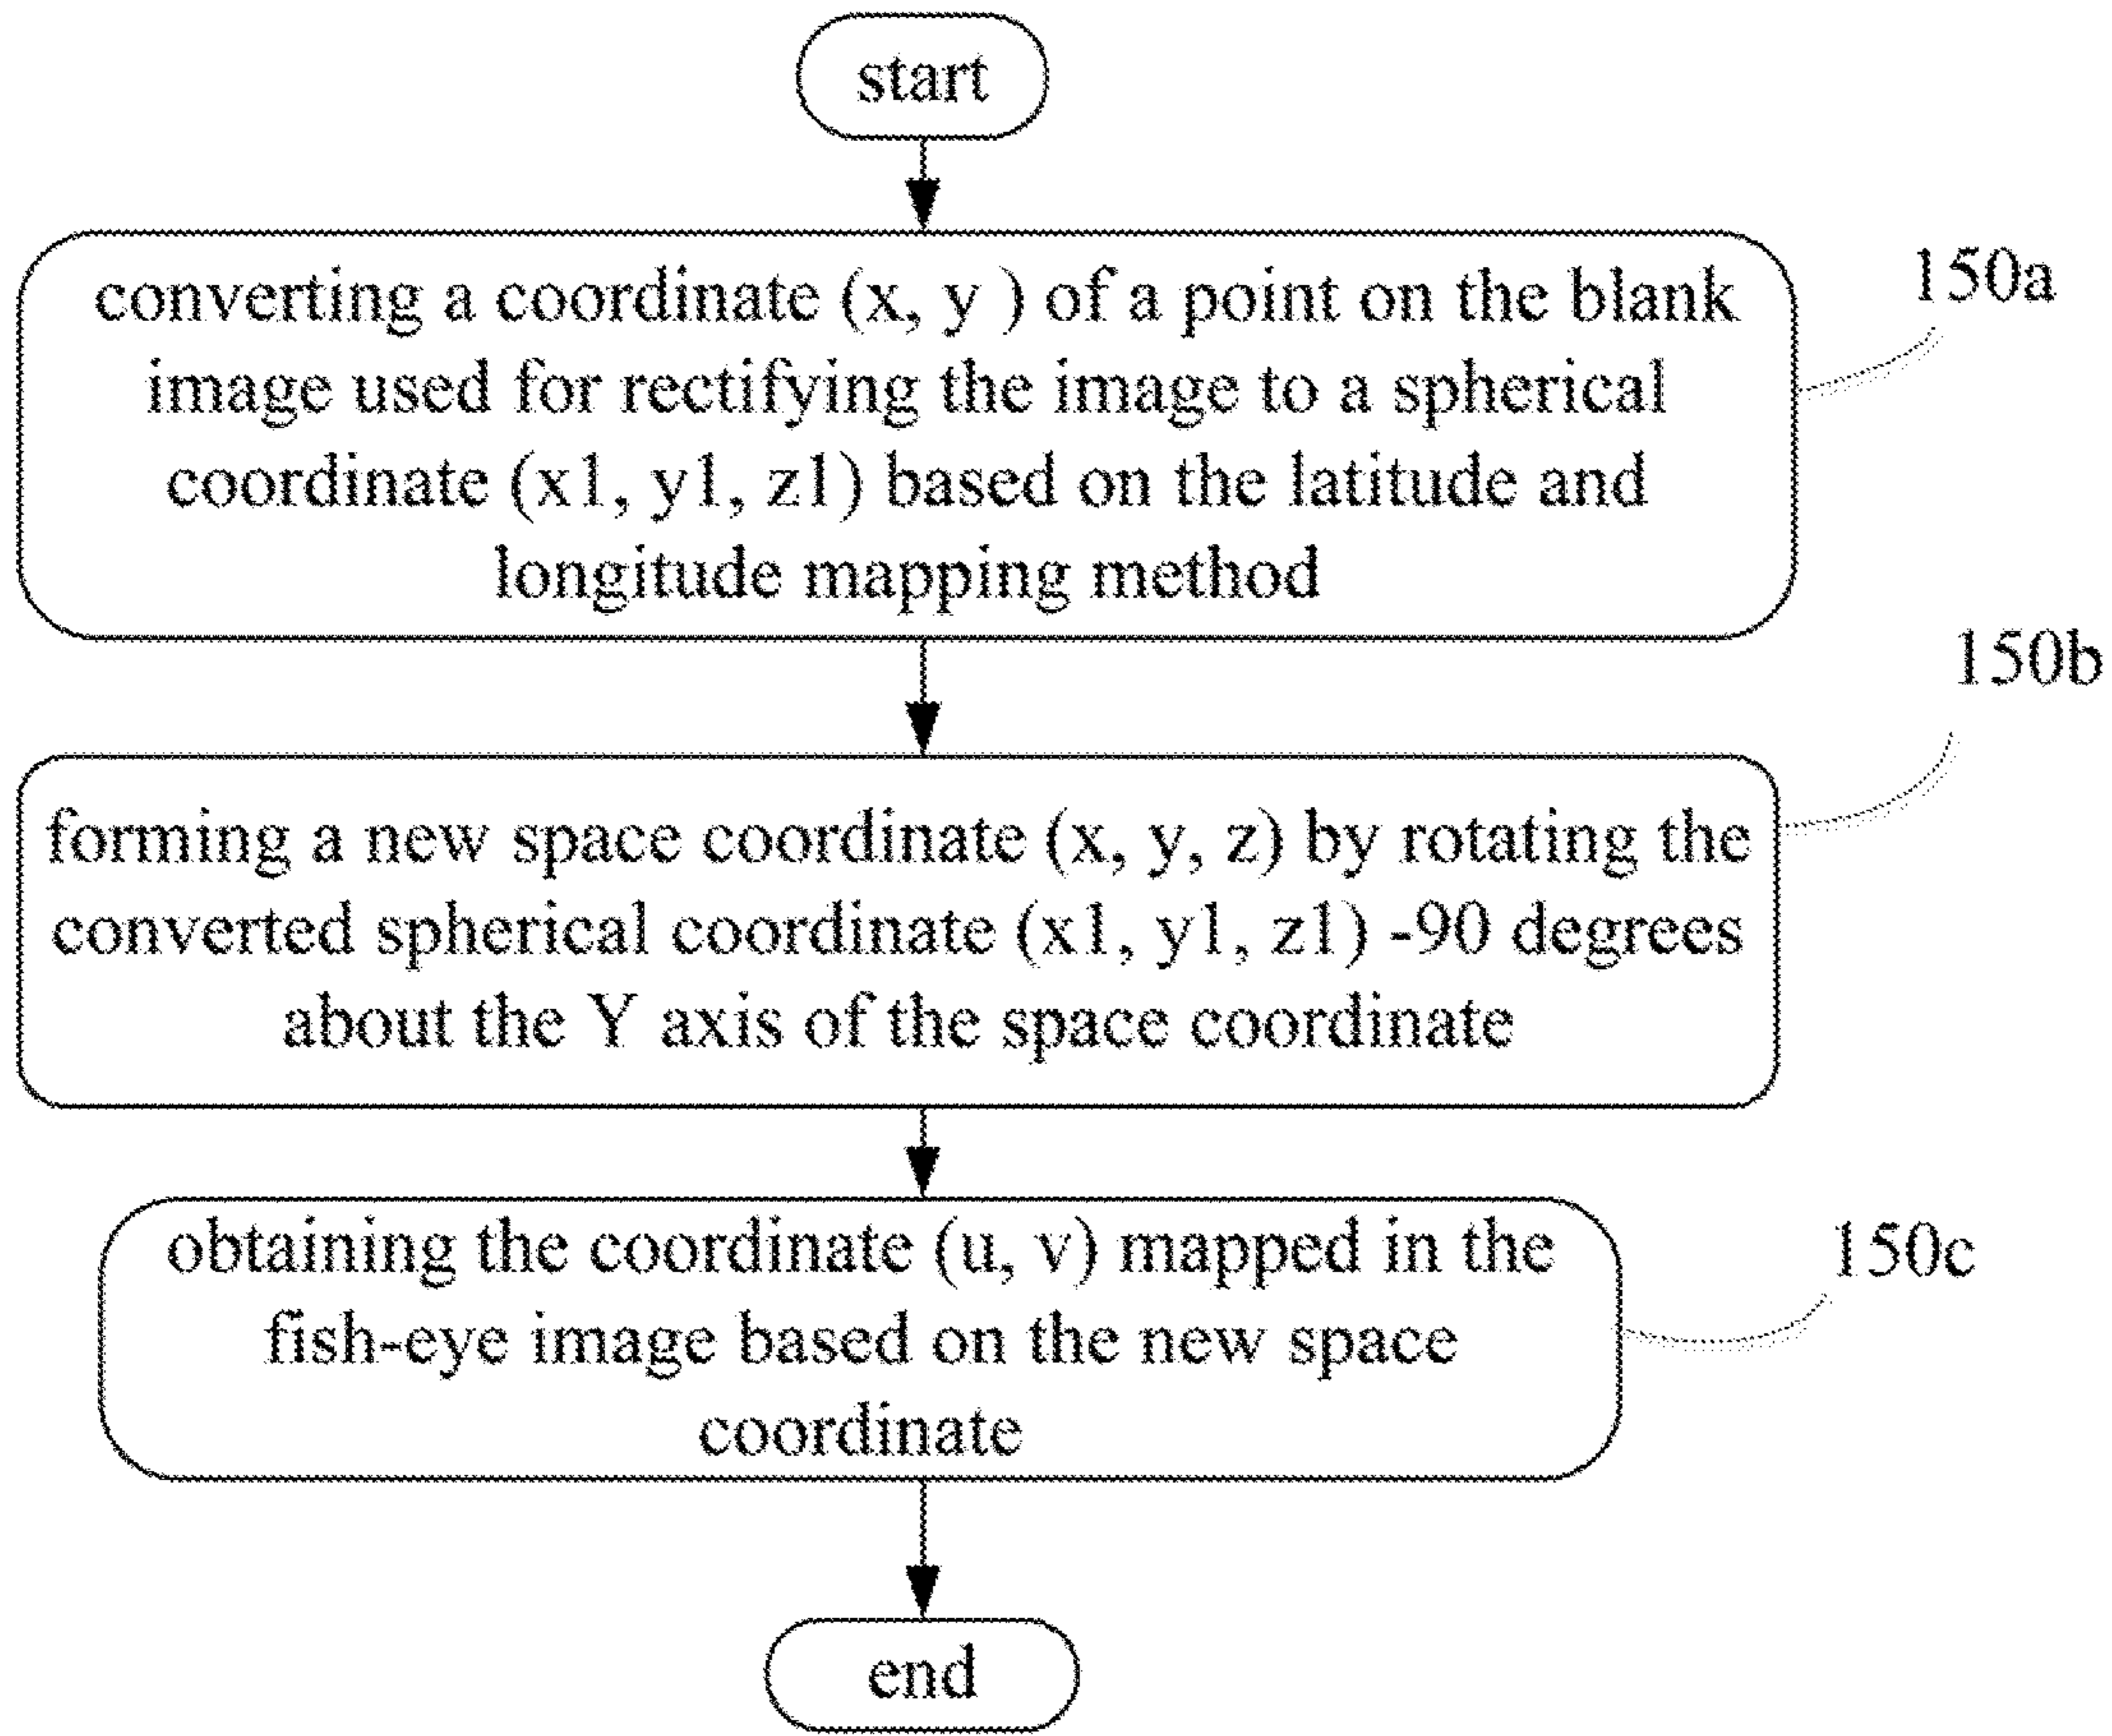 start
converting a coordinate (x, y ) of a point on the blank
image used for rectifying the image to a spherical
coordinate (x1, y1, z1) based on the latitude and
longitude mapping method
150a
forming a new space coordinate (x, y, z) by rotating the
converted spherical coordinate (x1, y1, z1) -90 degrees
about the Y axis of the space coordinate
150b
obtaining the coordinate (u, v) mapped in the
fish-eye image based on the new space
coordinate
150c
end